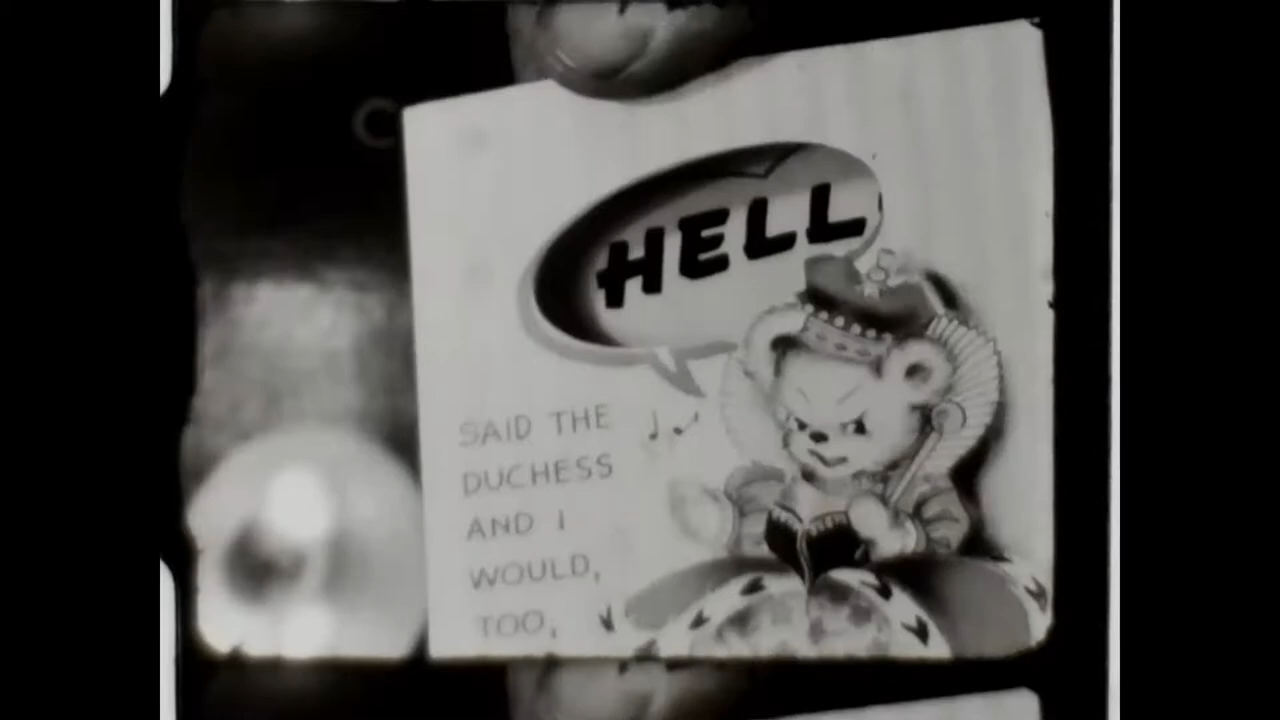 HELL
SAID THE
DUCHESS
AND I
WOULD,
TOO,